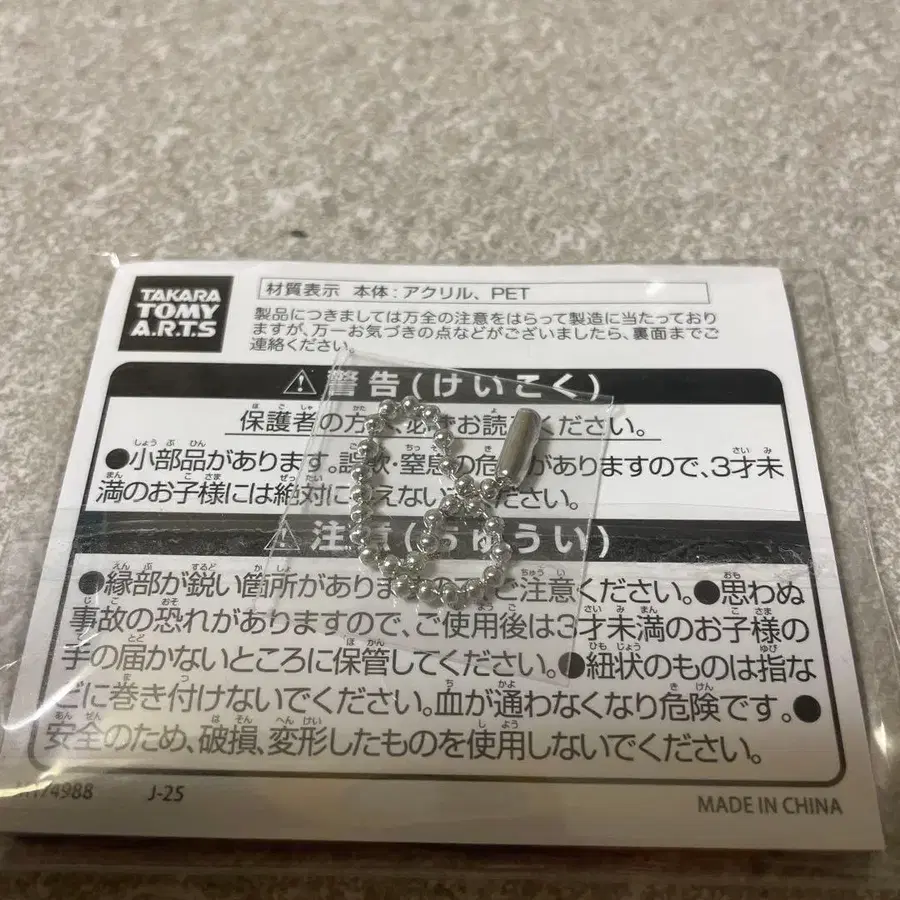 TAKARA
TOMY
A.R.T.S
材質表示 本体：アクリル、PET
製品につきましては万全の注意をはらって製造に当たっており
ますが、万一お気づきの点などがございましたら、裏面までご
連絡ください。
⚠警告(けいこく)
保護者の方 必 お読 ください。
●小部品があります。誤飲・窒息の危 がありますので、3才未
満のお子様には絶対に えない ください。
⚠注意(ちゅうい)
●縁部が鋭い箇所がありますので ご注意ください。●思わぬ
事故の恐れがありますので、ご使用後は3才未満のお子様の
手の届かないところに保管してください。●紐状のものは指な
どに巻き付けないでください。血が通わなくなり危険です。●
安全のため、破損、変形したものを使用しないでください。
74988 J-25
MADE IN CHINA